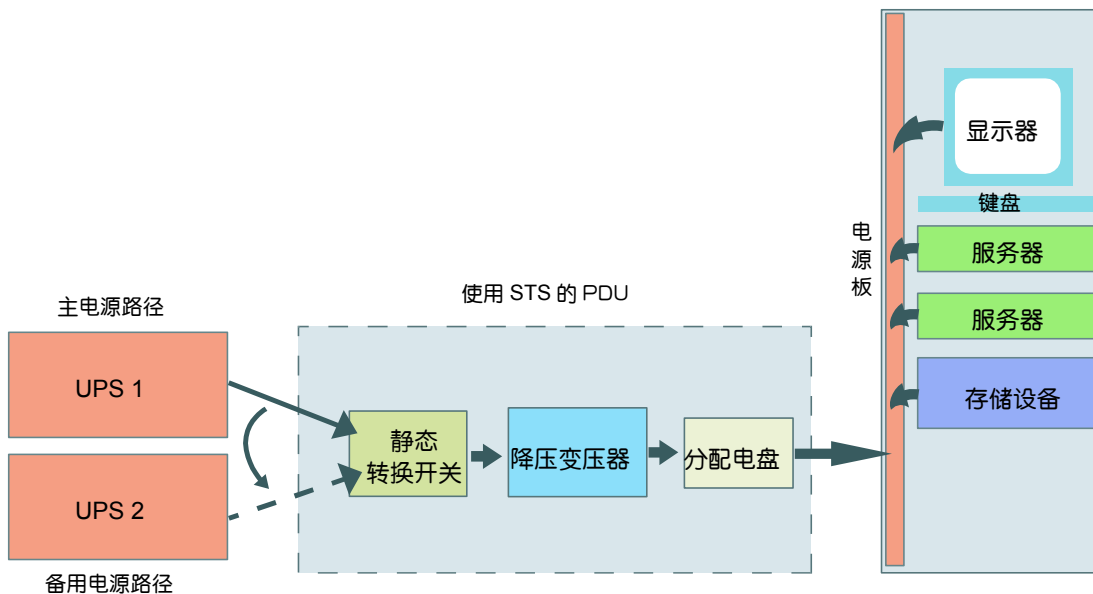 主电源路径
UPS 1
UPS 2
备用电源路径
使用 STS 的 PDU
静态
转换开关
降压变压器
分配电盘
电
源
板
显示器
键盘
服务器
服务器
存储设备